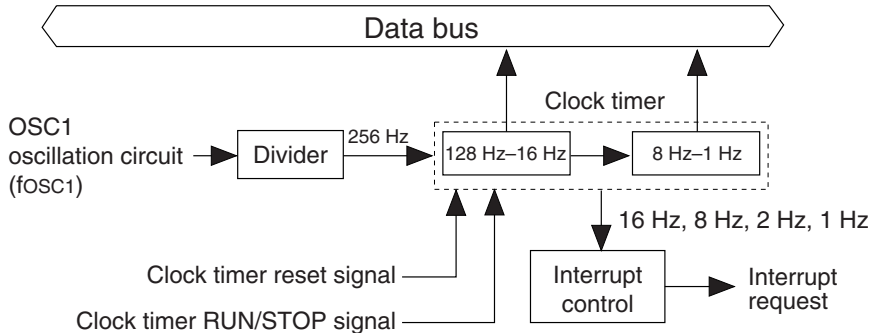 Data bus
Clock timer
OSC1
oscillation circuit
(fOSC1)
Divider
256 Hz
128 Hz–16 Hz
8 Hz–1 Hz
16 Hz, 8 Hz, 2 Hz, 1 Hz
Clock timer reset signal
Clock timer RUN/STOP signal
Interrupt
control
Interrupt
request